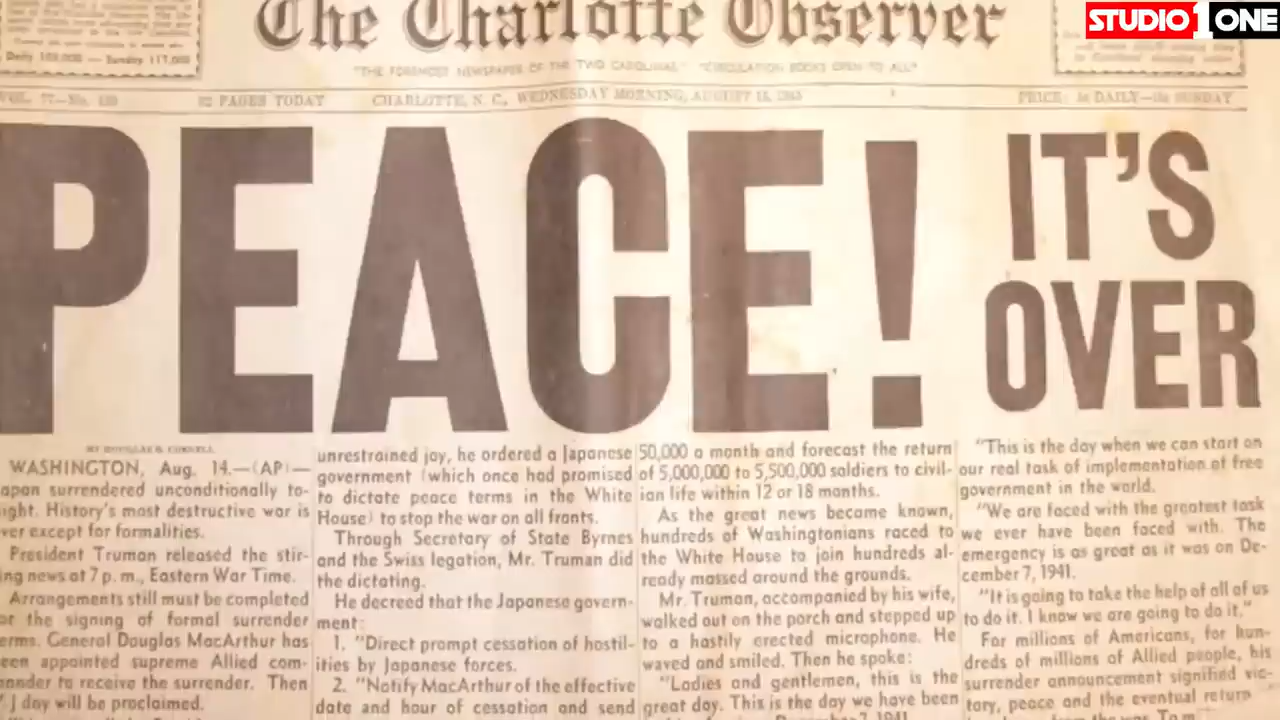 STUDIO 1 ONE
The Charlotte Observer
Daily 109,000 — Sunday 117,000
"THE FOREMOST NEWSPAPER OF THE TWO CAROLINAS" "CIRCULATION BOOKS OPEN TO ALL"
PAGES TODAY
CHARLOTTE, N. C., WEDNESDAY MORNING, AUGUST 15, 1945
PRICE: DAILY SUNDAY
PEACE! IT'S
OVER
WASHINGTON, Aug. 14.—(AP)—
apan surrendered unconditionally to-
ight. History's most destructive war is
ver except for formalities.
President Truman released the stir-
ng news at 7 p. m., Eastern War Time.
Arrangements still must be completed
or the signing of formal surrender
erms. General Douglas MacArthur has
een appointed supreme Allied com-
mander to receive the surrender. Then
J day will be proclaimed.
unrestrained joy, he ordered a Japanese
government (which once had promised
to dictate peace terms in the White
House) to stop the war on all fronts.
Through Secretary of State Byrnes
and the Swiss legation, Mr. Truman did
the dictating.
He decreed that the Japanese govern-
ment:
1. "Direct prompt cessation of hostil-
ities by Japanese forces.
2. "Notify MacArthur of the effective
date and hour of cessation and send
50,000 a month and forecast the return
of 5,000,000 to 5,500,000 soldiers to civil-
ian life within 12 or 18 months.
As the great news became known,
hundreds of Washingtonians raced to
the White House to join hundreds al-
ready massed around the grounds.
Mr. Truman, accompanied by his wife,
walked out on the porch and stepped up
to a hastily erected microphone. He
waved and smiled. Then he spoke:
"Ladies and gentlemen, this is the
great day. This is the day we have been
"This is the day when we can start on
our real task of implementation of free
government in the world.
"We are faced with the greatest task
we ever have been faced with. The
emergency is as great as it was on De-
cember 7, 1941.
"It is going to take the help of all of us
to do it. I know we are going to do it."
For millions of Americans, for hun-
dreds of millions of Allied people, his
surrender announcement signified vic-
tory, peace and the eventual return